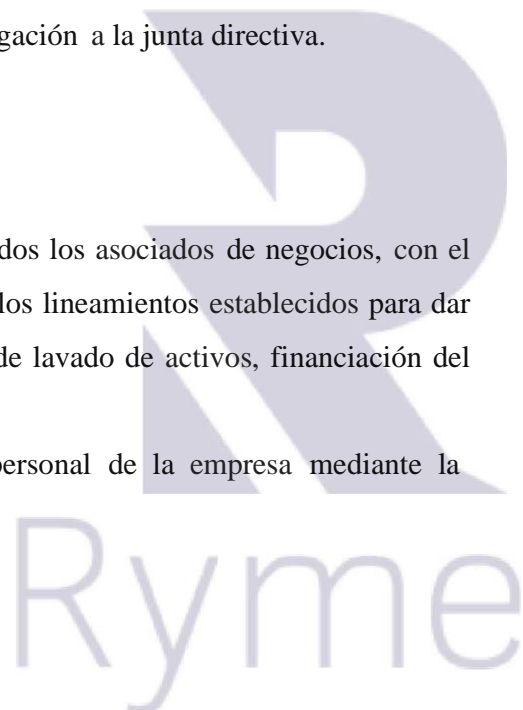 gación a la junta directiva.
dos los asociados de negocios, con el
los lineamientos establecidos para dar
de lavado de activos, financiación del
personal de la empresa mediante la
Ryme